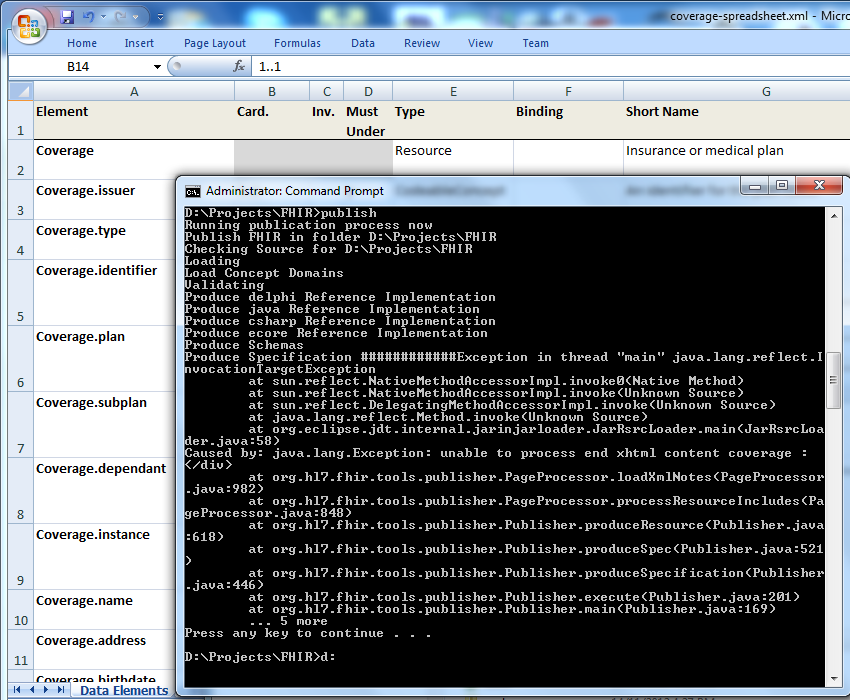 coverage-spreadsheet.xml - Micro
Home Insert Page Layout Formulas Data Review View Team
B14 fx 1..1
A B C D E F G
1 Element Card. Inv. Must Type Binding Short Name
Under
2 Coverage Resource Insurance or medical plan
3 Coverage.issuer
4 Coverage.type
5 Coverage.identifier
6 Coverage.plan
7 Coverage.subplan
8 Coverage.dependant
9 Coverage.instance
10 Coverage.name
11 Coverage.address
Coverage.birthdate
Data Elements
Administrator: Command Prompt
D:\Projects\FHIR>publish
Running publication process now
Publish FHIR in folder D:\Projects\FHIR
Checking Source for D:\Projects\FHIR
Loading
Load Concept Domains
Validating
Produce delphi Reference Implementation
Produce java Reference Implementation
Produce csharp Reference Implementation
Produce ecore Reference Implementation
Produce Schemas
Produce Specification ############Exception in thread "main" java.lang.reflect.I
nvocationTargetException
at sun.reflect.NativeMethodAccessorImpl.invoke0(Native Method)
at sun.reflect.NativeMethodAccessorImpl.invoke(Unknown Source)
at sun.reflect.DelegatingMethodAccessorImpl.invoke(Unknown Source)
at java.lang.reflect.Method.invoke(Unknown Source)
at org.eclipse.jdt.internal.jarinjarloader.JarRsrcLoader.main(JarRsrcLoa
der.java:58)
Caused by: java.lang.Exception: unable to process end xhtml content coverage :
</div>
at org.hl7.fhir.tools.publisher.PageProcessor.loadXmlNotes(PageProcessor
.java:982)
at org.hl7.fhir.tools.publisher.PageProcessor.processResourceIncludes(Pa
geProcessor.java:848)
at org.hl7.fhir.tools.publisher.Publisher.produceResource(Publisher.java
:618)
at org.hl7.fhir.tools.publisher.Publisher.produceSpec(Publisher.java:521
)
at org.hl7.fhir.tools.publisher.Publisher.produceSpecification(Publisher
.java:446)
at org.hl7.fhir.tools.publisher.Publisher.execute(Publisher.java:201)
at org.hl7.fhir.tools.publisher.Publisher.main(Publisher.java:169)
... 5 more
Press any key to continue . . .
D:\Projects\FHIR>d: